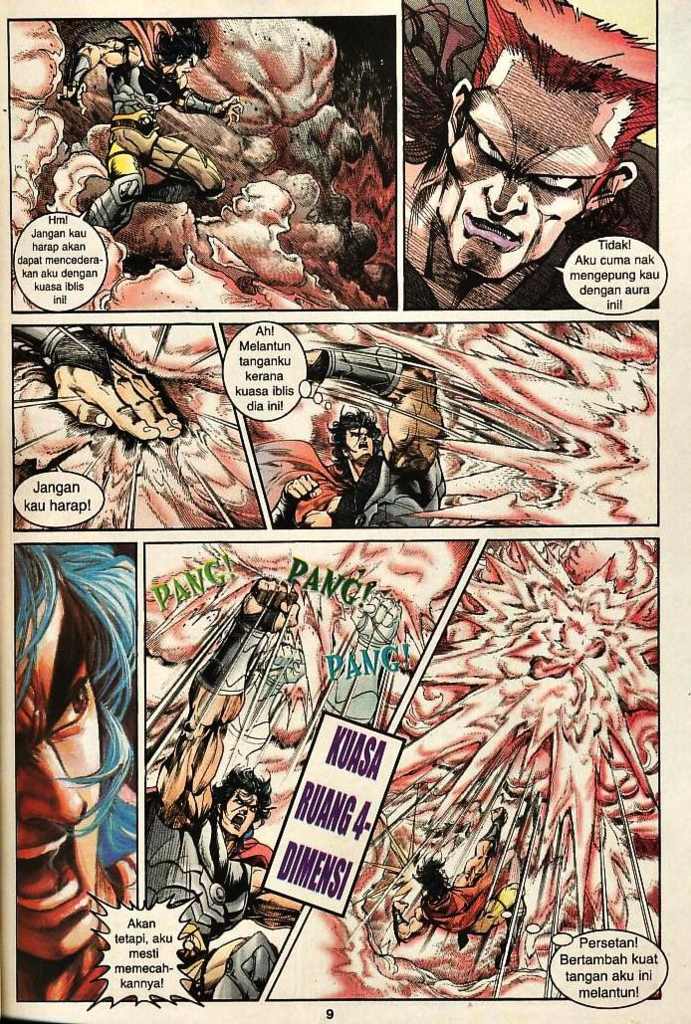 Hm!
Jangan kau
harap akan
dapat mencedera-
kan aku dengan
kuasa iblis
ini!
Tidak!
Aku cuma nak
mengepung kau
dengan aura
ini!
Jangan
kau harap!
Ah!
Melantun
tanganku
kerana
kuasa iblis
dia ini!
PANG!
PANG!
PANG!
KUASA
RUANG 4-
DIMENSI
Akan
tetapi, aku
mesti
memecah-
kannya!
Persetan!
Bertambah kuat
tangan aku ini
melantun!
9